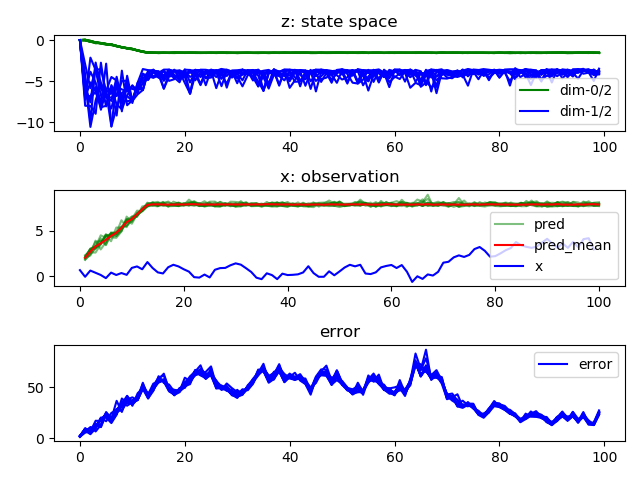 z: state space
0
−5
−10
dim-0/2
dim-1/2
0 20 40 60 80 100
x: observation
5
0
pred
pred_mean
x
0 20 40 60 80 100
error
50
0
error
0 20 40 60 80 100